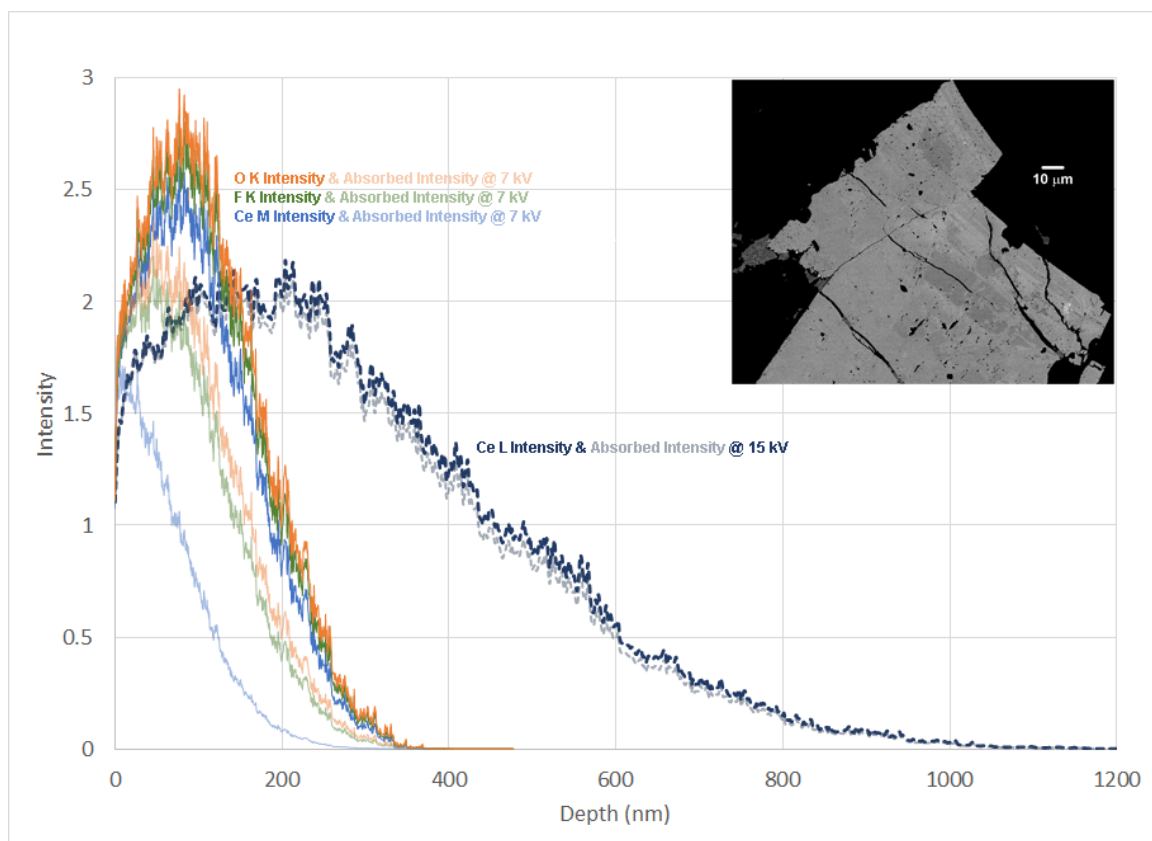 3
2.5
2
1.5
1
0.5
0
Intensity
O K Intensity & Absorbed Intensity @ 7 kV
F K Intensity & Absorbed Intensity @ 7 kV
Ce M Intensity & Absorbed Intensity @ 7 kV
10 μm
Ce L Intensity & Absorbed Intensity @ 15 kV
0 200 400 600 800 1000 1200
Depth (nm)